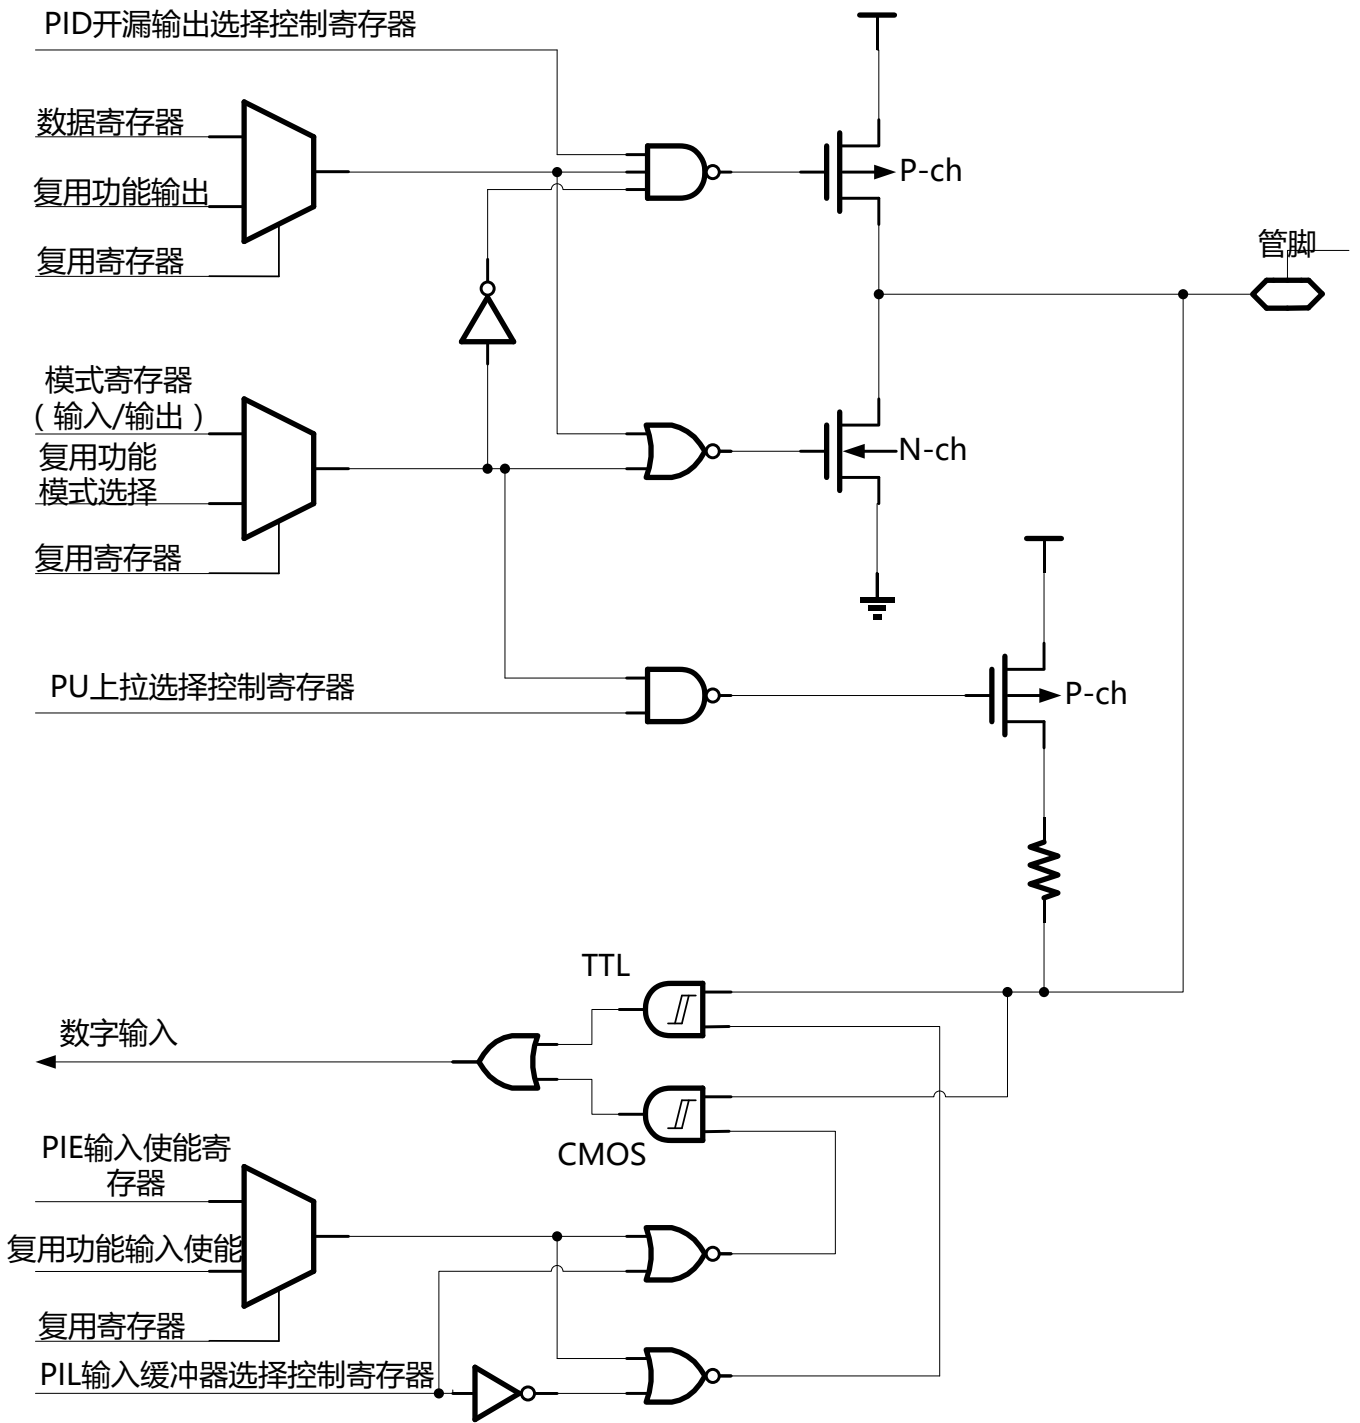 PID开漏输出选择控制寄存器
数据寄存器
复用功能输出
复用寄存器
P-ch
管脚
模式寄存器
（输入/输出）
复用功能
模式选择
复用寄存器
N-ch
PU上拉选择控制寄存器
P-ch
TTL
数字输入
CMOS
PIE输入使能寄
存器
复用功能输入使能
复用寄存器
PIL输入缓冲器选择控制寄存器